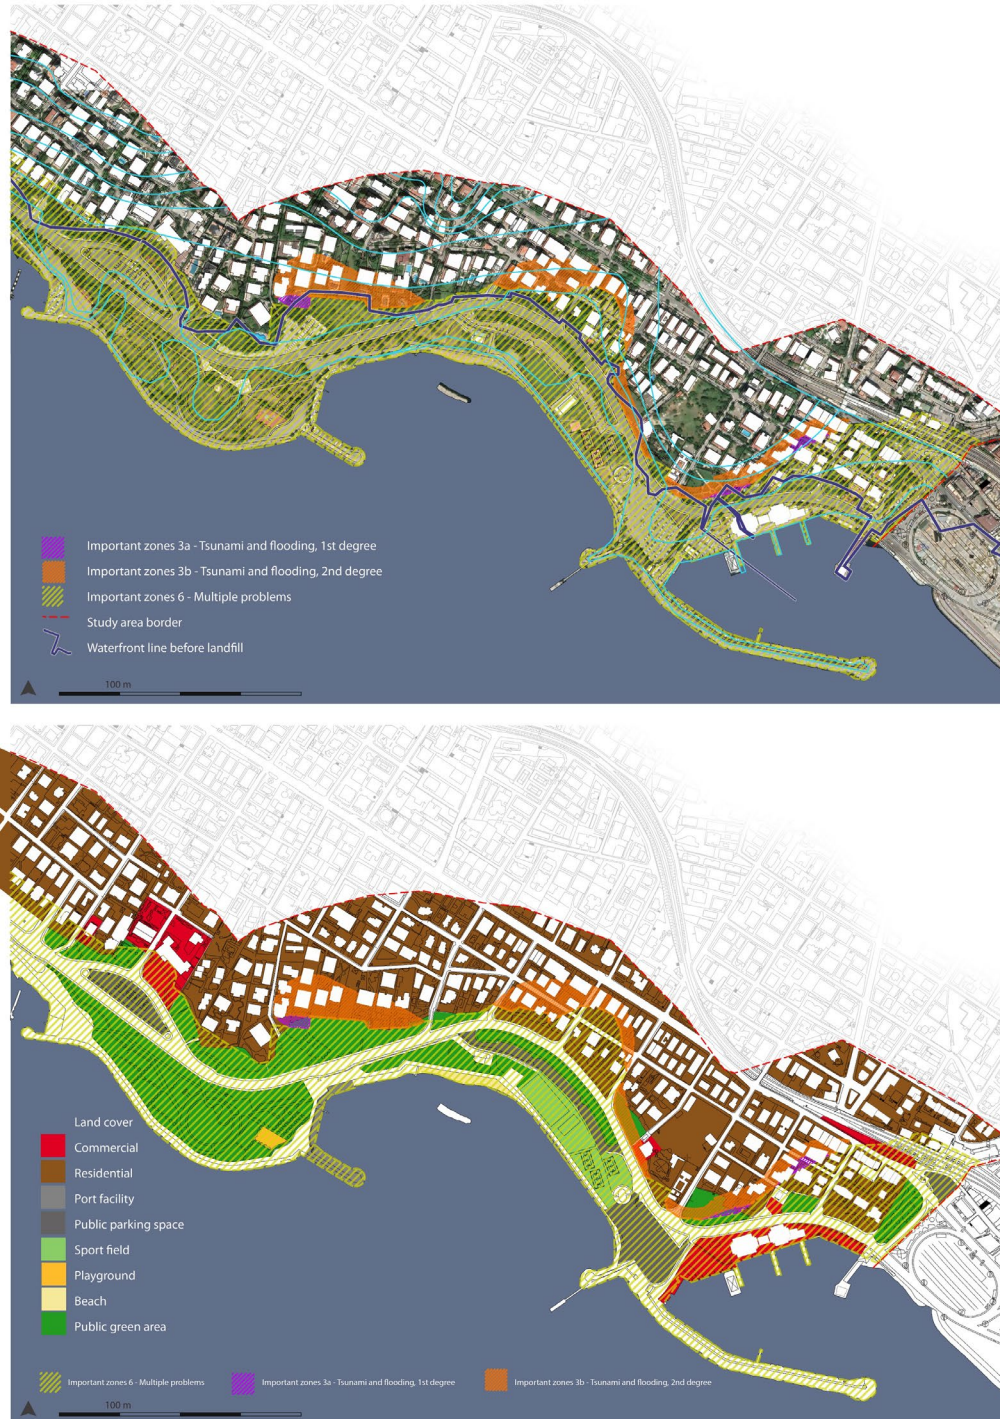 Important zones 3a - Tsunami and flooding, 1st degree
Important zones 3b - Tsunami and flooding, 2nd degree
Important zones 6 - Multiple problems
Study area border
Waterfront line before landfill
100 m
Land cover
Commercial
Residential
Port facility
Public parking space
Sport field
Playground
Beach
Public green area
Important zones 6 - Multiple problems
Important zones 3a - Tsunami and flooding, 1st degree
Important zones 3b - Tsunami and flooding, 2nd degree
100 m